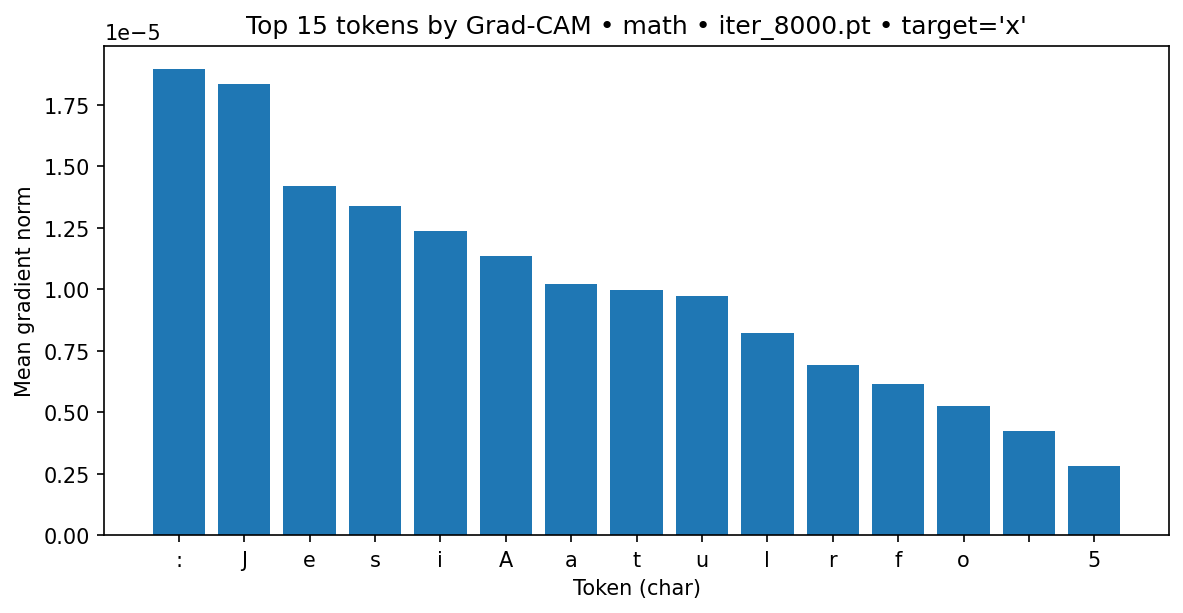 Top 15 tokens by Grad-CAM • math • iter_8000.pt • target='x'
1e−5
1.75
1.50
1.25
1.00
0.75
0.50
0.25
0.00
Mean gradient norm
: J e s i A a t u l r f o 5
Token (char)